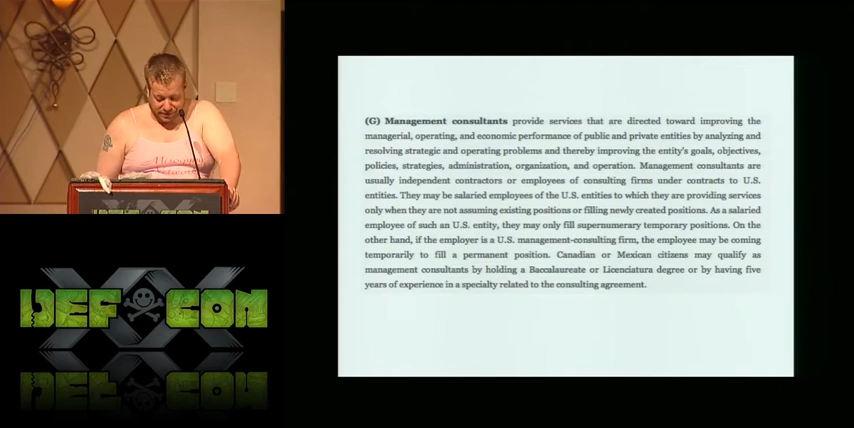 (G) Management consultants provide services that are directed toward improving the
managerial, operating, and economic performance of public and private entities by analyzing and
resolving strategic and operating problems and thereby improving the entity's goals, objectives,
policies, strategies, administration, organization, and operation. Management consultants are
usually independent contractors or employees of consulting firms under contracts to U.S.
entities. They may be salaried employees of the U.S. entities to which they are providing services
only when they are not assuming existing positions or filling newly created positions. As a salaried
employee of such an U.S. entity, they may only fill supernumerary temporary positions. On the
other hand, if the employer is a U.S. management-consulting firm, the employee may be coming
temporarily to fill a permanent position. Canadian or Mexican citizens may qualify as
management consultants by holding a Baccalaureate or Licenciatura degree or by having five
years of experience in a specialty related to the consulting agreement.
DEF CON
XX